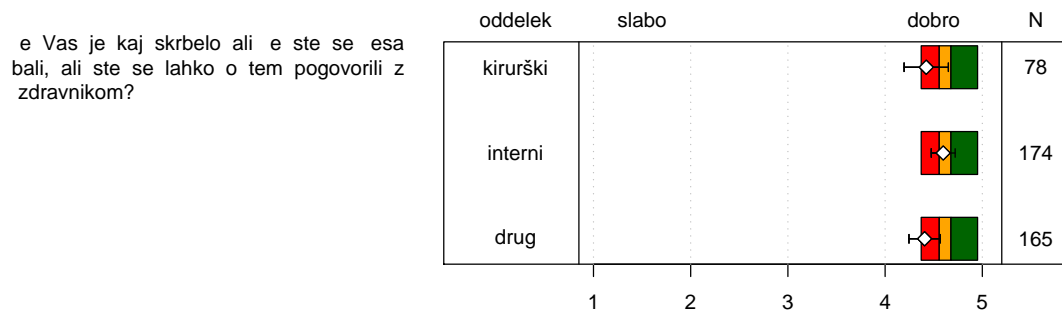 oddelek slabo dobro N
e Vas je kaj skrbelo ali e ste se esa
bali, ali ste se lahko o tem pogovorili z
zdravnikom?
kirurški 78
interni 174
drug 165
1 2 3 4 5